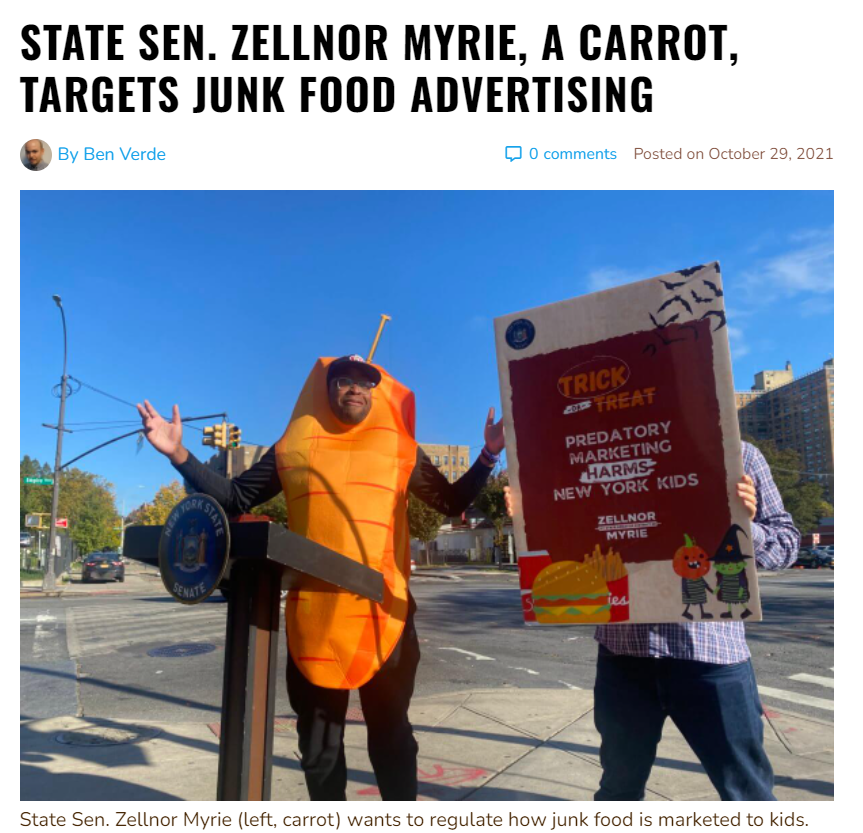 STATE SEN. ZELLNOR MYRIE, A CARROT,
TARGETS JUNK FOOD ADVERTISING
By Ben Verde
0 comments
Posted on October 29, 2021
NEW YORK STATE
SENATE
TRICK
OR
TREAT
PREDATORY
MARKETING
HARMS
NEW YORK KIDS
ZELLNOR
MYRIE
State Sen. Zellnor Myrie (left, carrot) wants to regulate how junk food is marketed to kids.